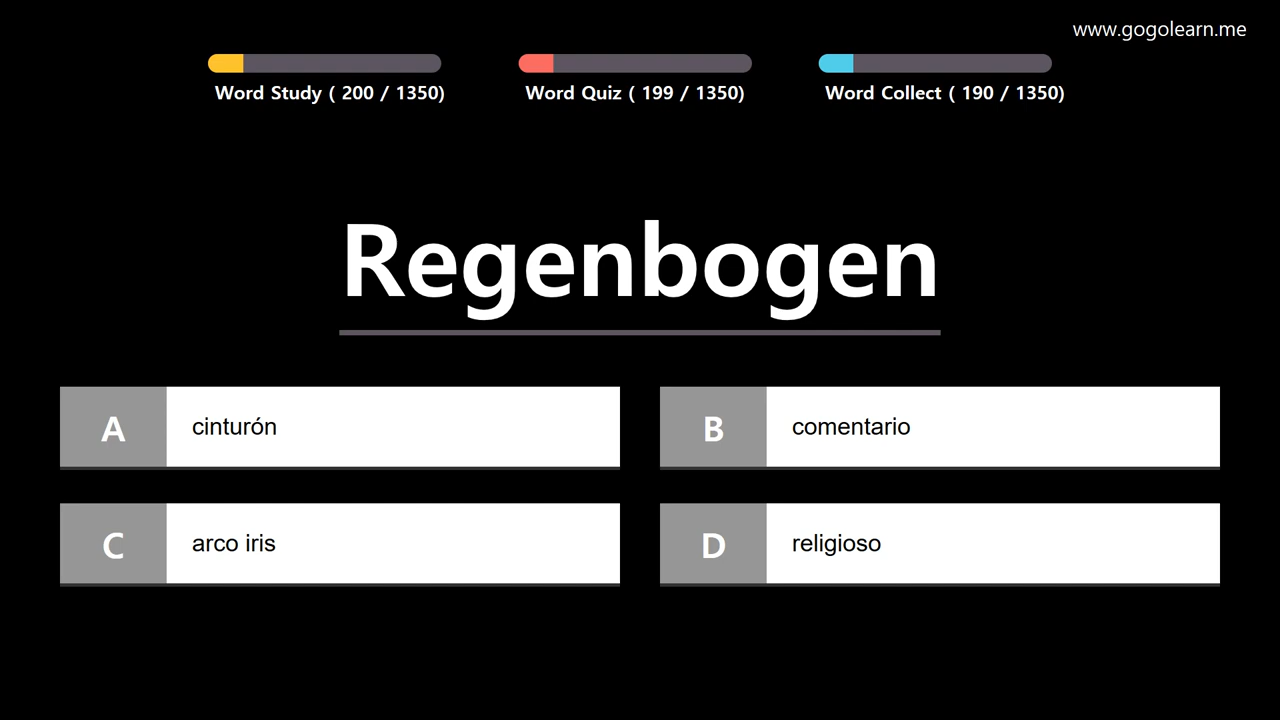 www.gogolearn.me
Word Study ( 200 / 1350)
Word Quiz ( 199 / 1350)
Word Collect ( 190 / 1350)
Regenbogen
A cinturón
B comentario
C arco iris
D religioso